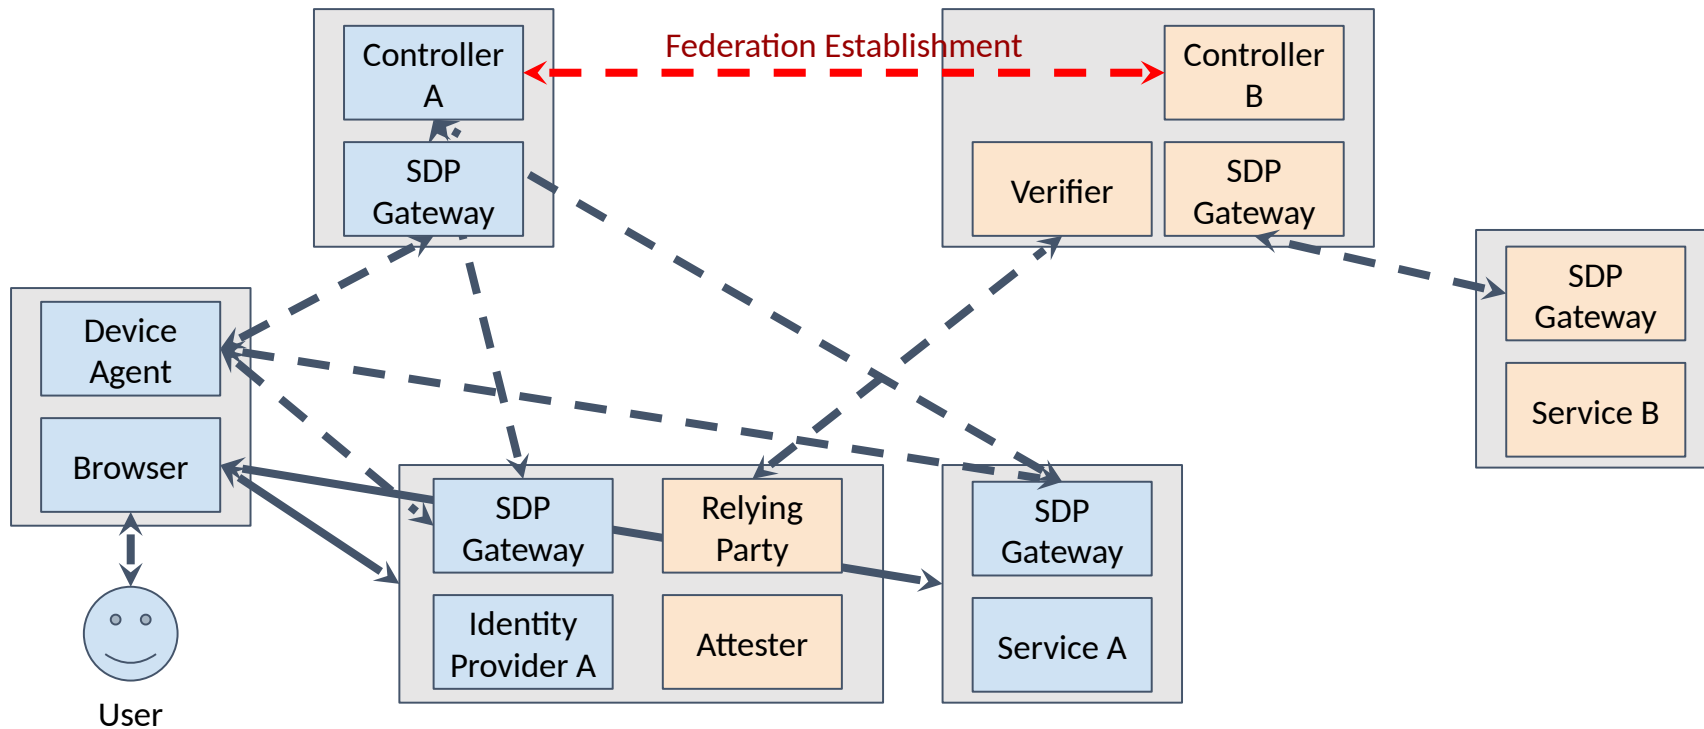 Federation Establishment
Controller
A
SDP
Gateway
Controller
B
Verifier
SDP
Gateway
SDP
Gateway
Service B
Device
Agent
Browser
User
SDP
Gateway
Relying
Party
Identity
Provider A
Attester
SDP
Gateway
Service A